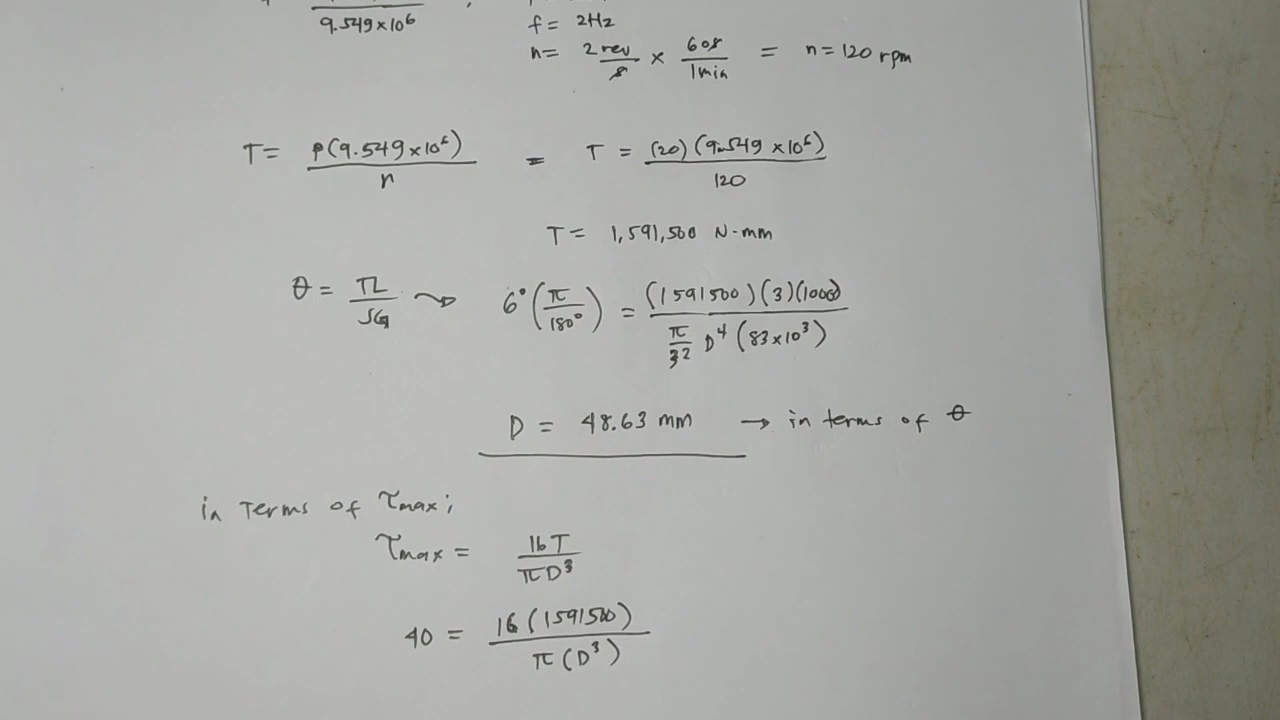 9.549×10⁶
f = 2Hz
n = 2 rev/s × 60s/1min = n = 120 rpm
T = P(9.549×10⁶)/n = T = (20)(9.549×10⁶)/120
T = 1,591,500 N-mm
θ = TL/JG → 6°(π/180°) = (1591500)(3)(1000)/(π/32 D⁴(83×10³))
D = 48.63 mm → in terms of θ
in terms of τmax;
τmax = 16T/πD³
40 = 16(1591500)/π(D³)